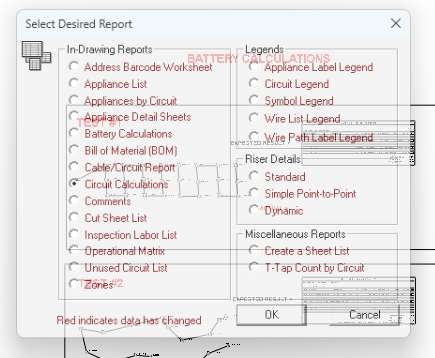 Select Desired Report
In-Drawing Reports
Address Barcode Worksheet
Appliance List
Appliances by Circuit
Appliance Detail Sheets
Battery Calculations
Bill of Material (BOM)
Cable/Circuit Report
Circuit Calculations
Comments
Cut Sheet List
Inspection Labor List
Operational Matrix
Unused Circuit List
Zones
Red indicates data has changed
Legends
Appliance Label Legend
Circuit Legend
Symbol Legend
Wire List Legend
Wire Path Label Legend
Riser Details
Standard
Simple Point-to-Point
Dynamic
Miscellaneous Reports
Create a Sheet List
T-Tap Count by Circuit
OK
Cancel
BATTERY CALCULATIONS
TEST #1
EXPECTED RESULT
TEST #2
EXPECTED RESULT